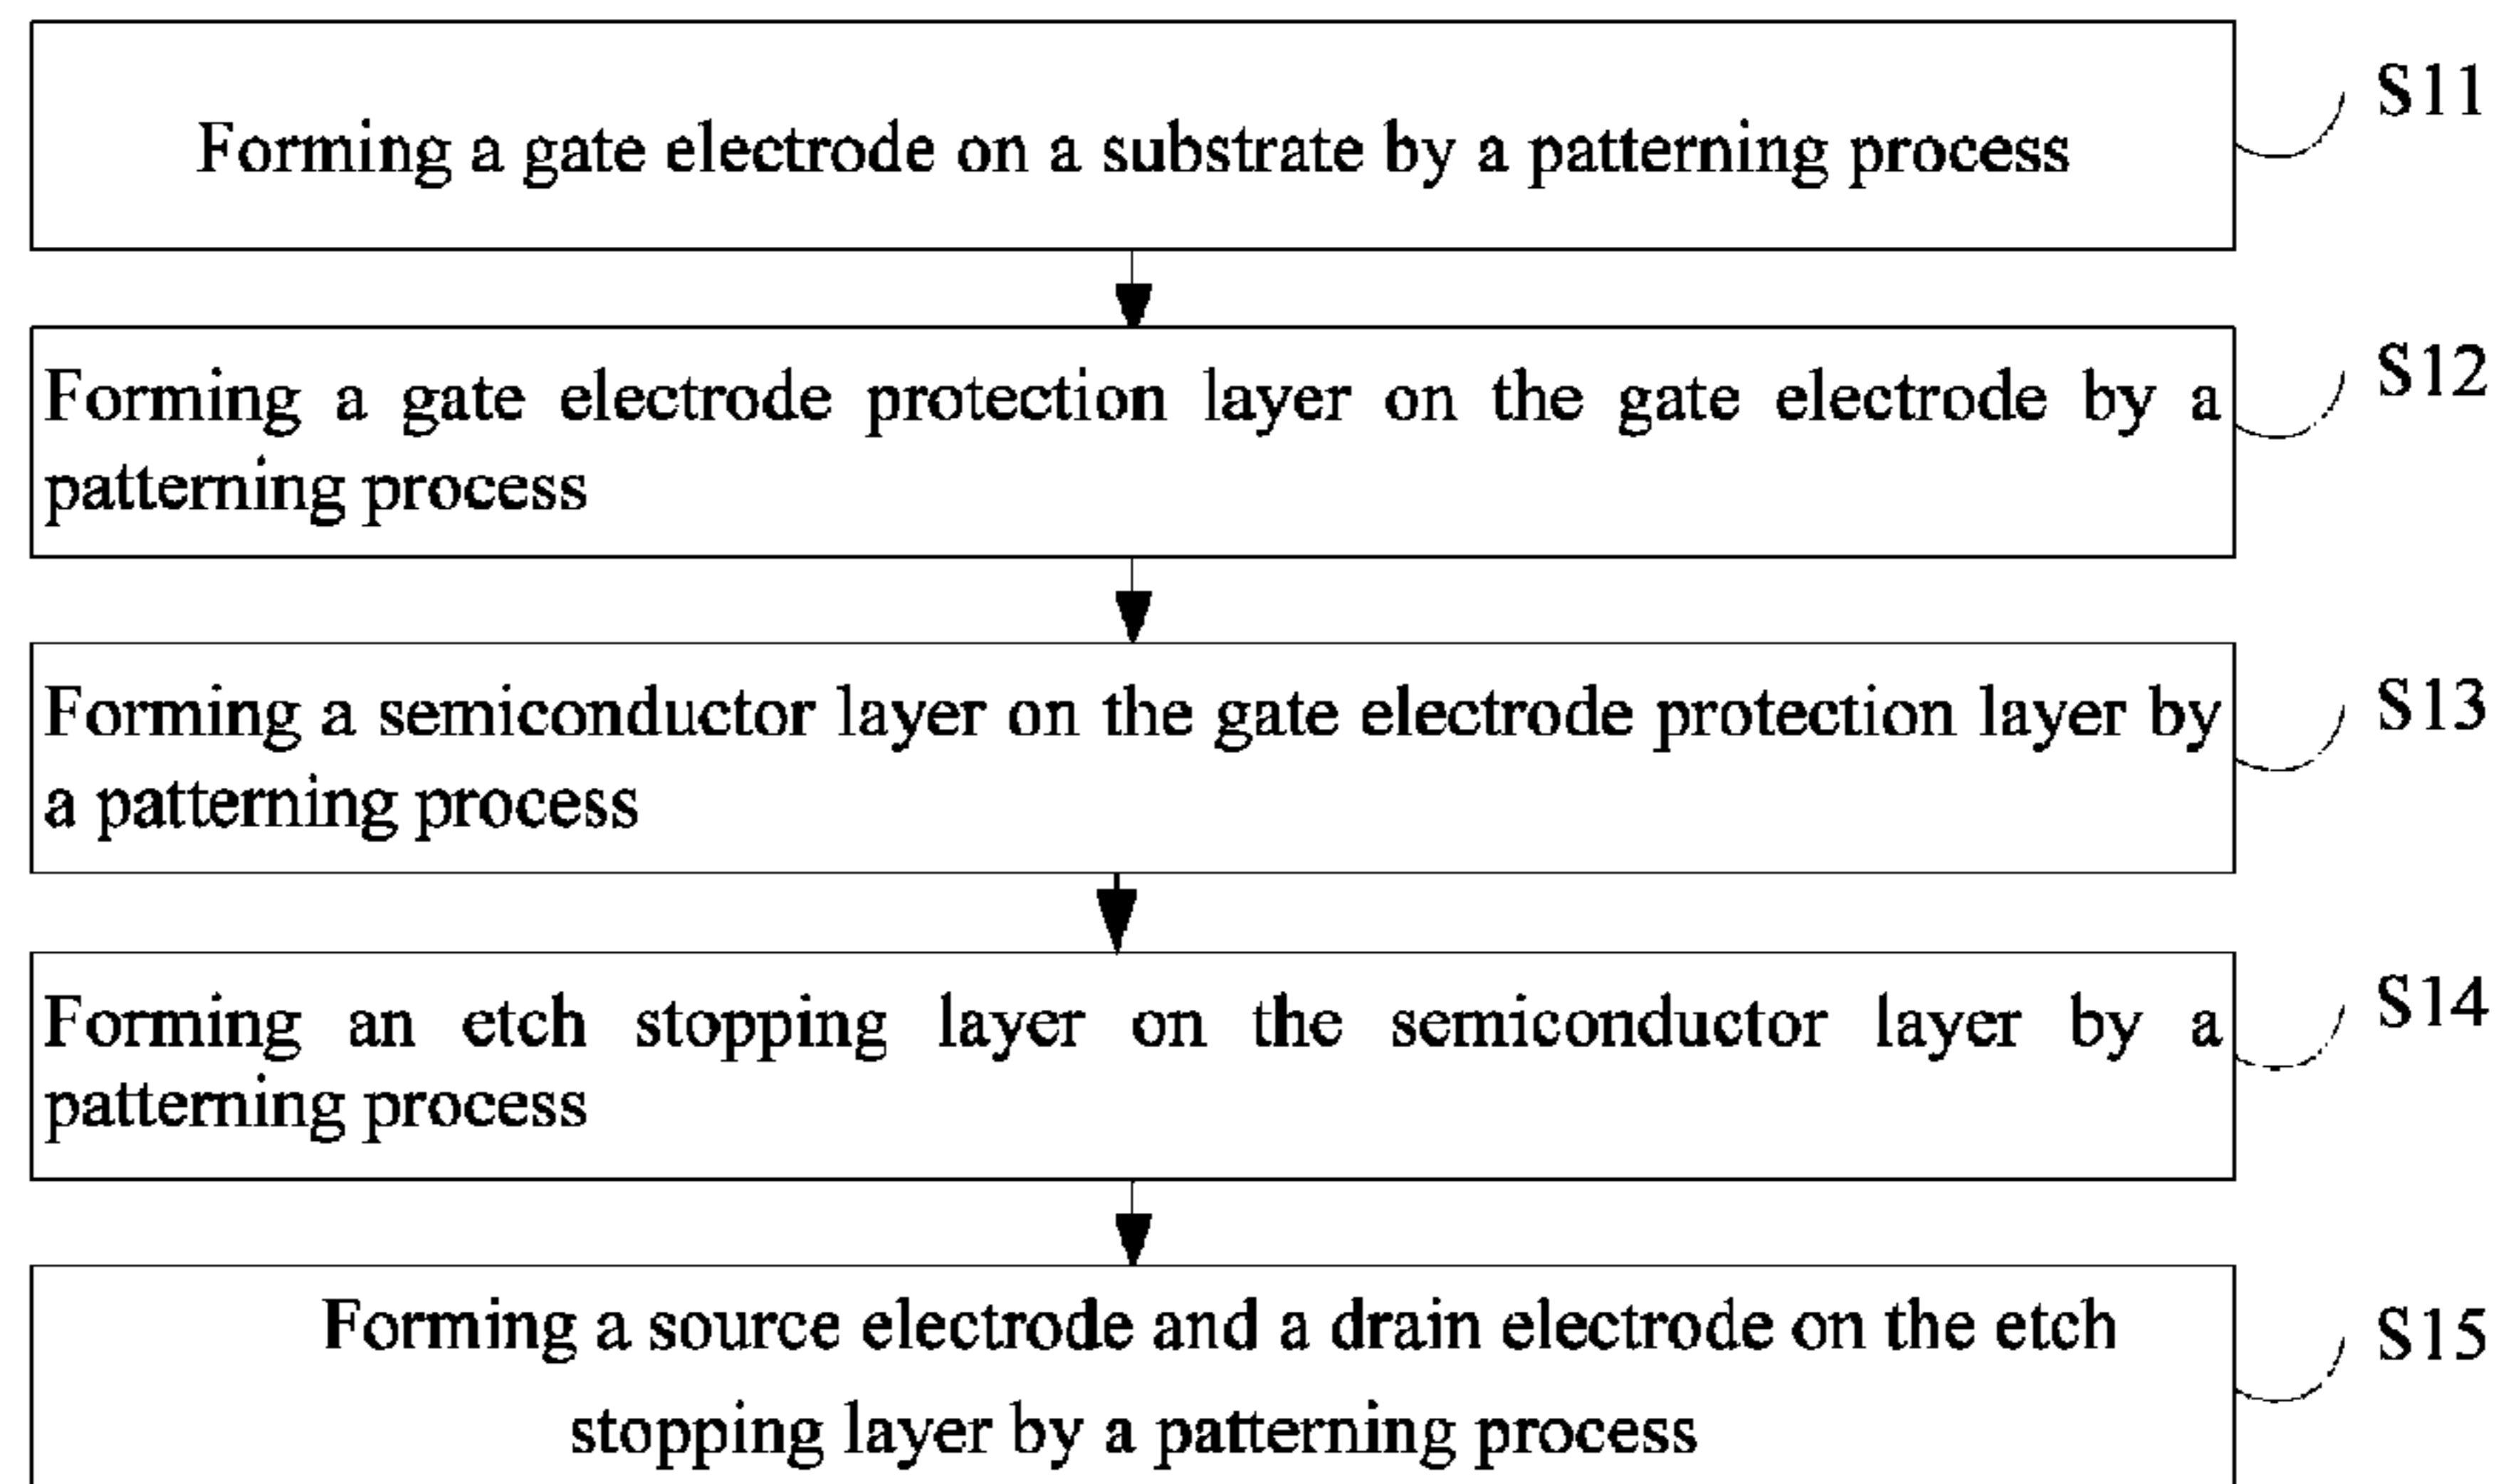 Forming a gate electrode on a substrate by a patterning process
S11
Forming a gate electrode protection layer on the gate electrode by a
patterning process
S12
Forming a semiconductor layer on the gate electrode protection layer by
a patterning process
S13
Forming an etch stopping layer on the semiconductor layer by a
patterning process
S14
Forming a source electrode and a drain electrode on the etch
stopping layer by a patterning process
S15